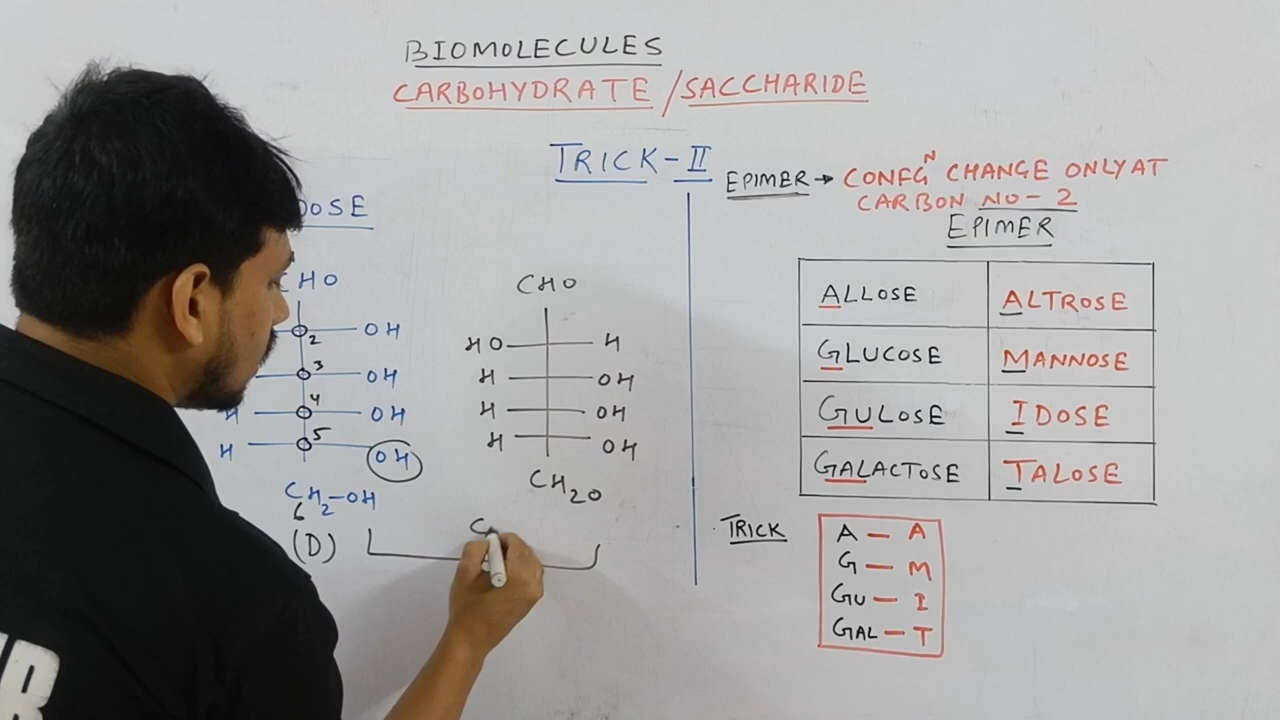 BIOMOLECULES
CARBOHYDRATE / SACCHARIDE
TRICK-II
EPIMER → CONFGᴺ CHANGE ONLY AT
CARBON NO-2
EPIMER
ALLOSE ALTROSE
GLUCOSE MANNOSE
GULOSE IDOSE
GALACTOSE TALOSE
TRICK
A — A
G — M
GU — I
GAL — T
OSE
CHO
2 OH
3 OH
H 4 OH
H 5 OH
CH2-OH
6
(D)
CHO
HO H
H OH
H OH
H OH
CH2O
C